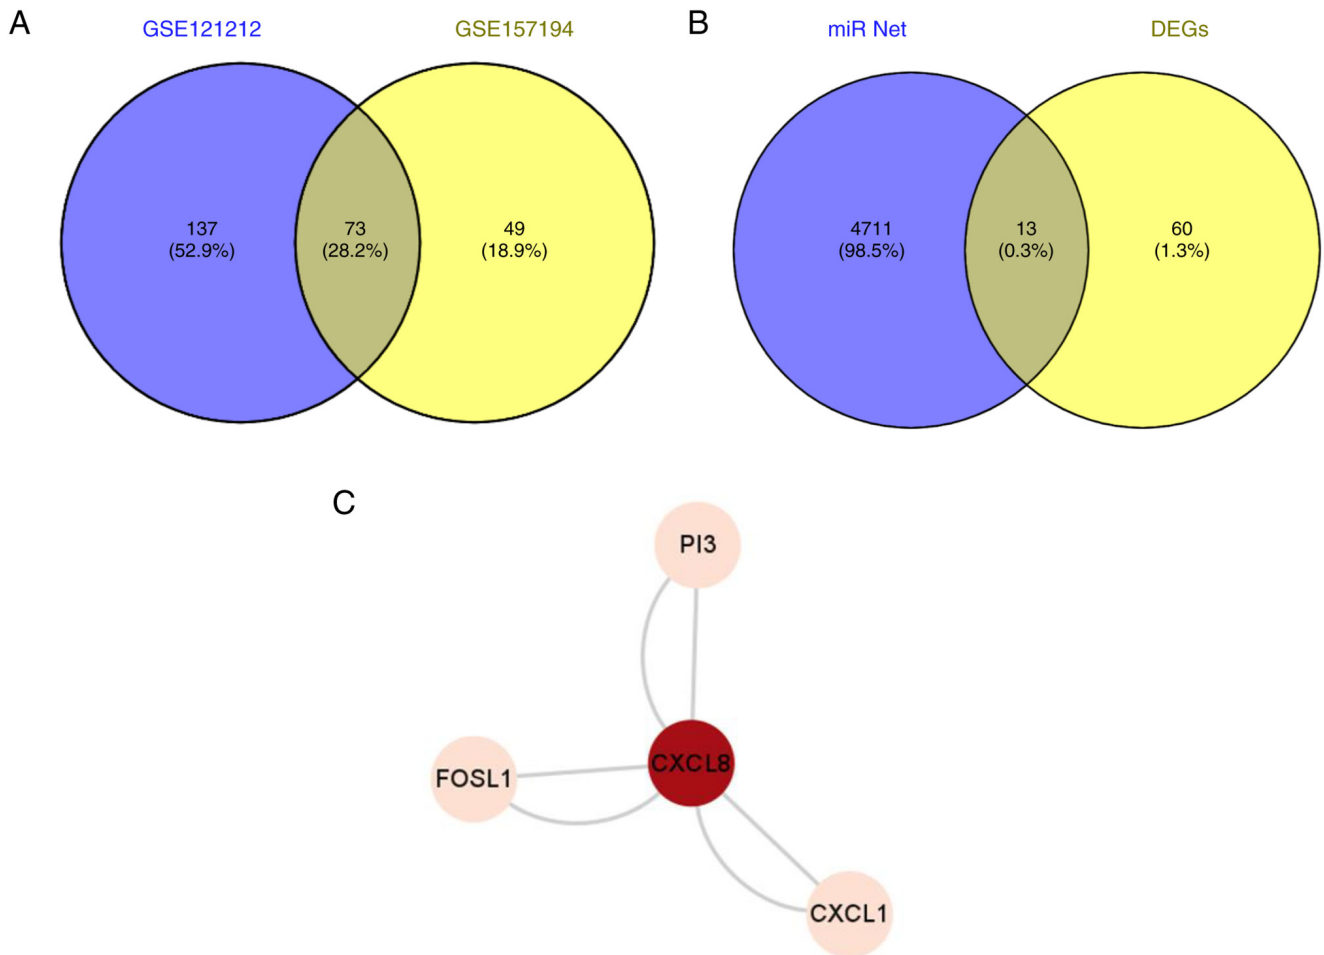 A
GSE121212
GSE157194
137
(52.9%)
73
(28.2%)
49
(18.9%)
B
miR Net
DEGs
4711
(98.5%)
13
(0.3%)
60
(1.3%)
C
PI3
CXCL8
FOSL1
CXCL1